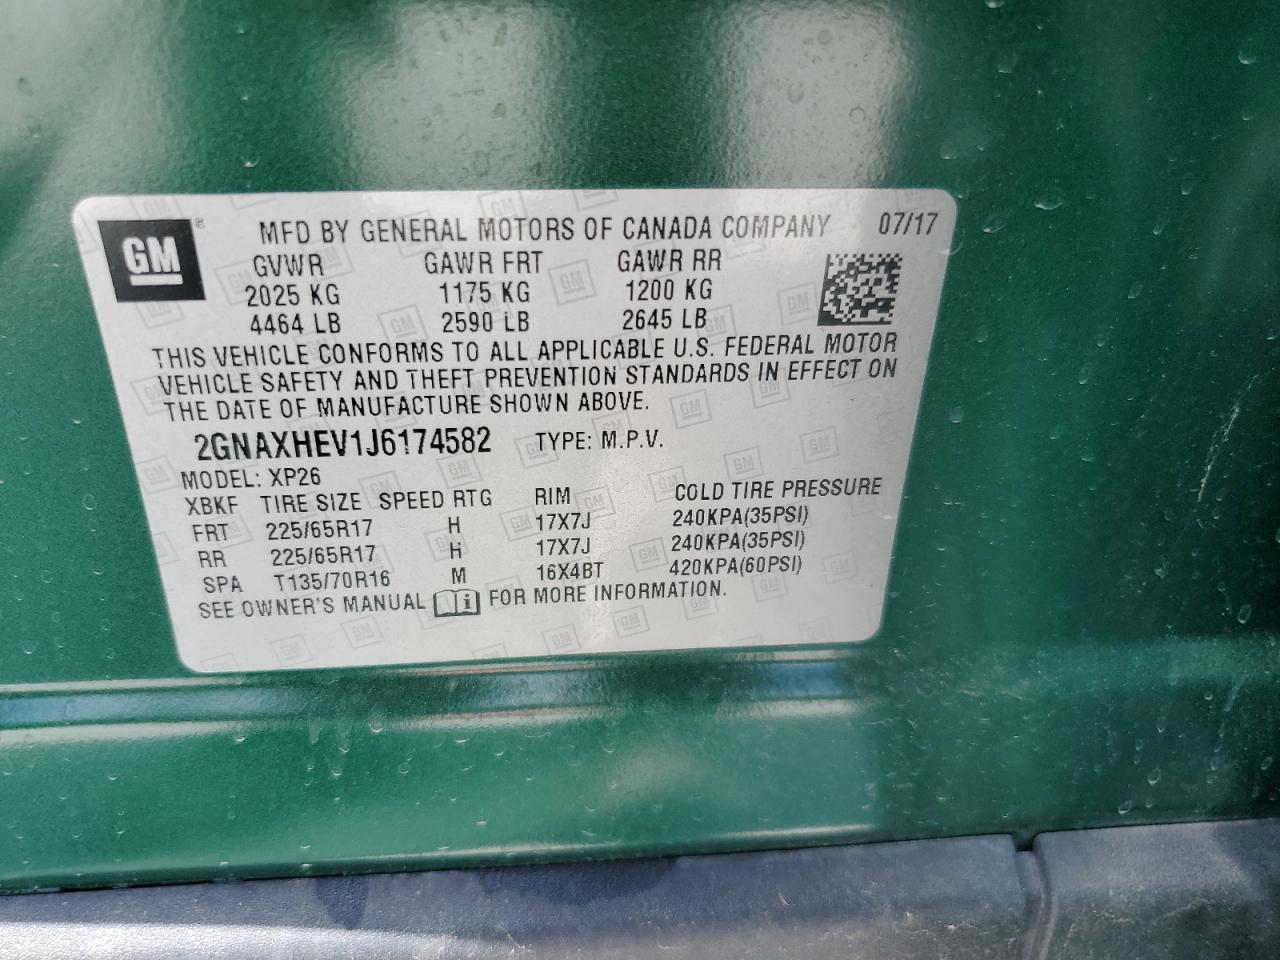 GM ® MFD BY GENERAL MOTORS OF CANADA COMPANY 07/17
GVWR GAWR FRT GAWR RR
2025 KG 1175 KG 1200 KG
4464 LB 2590 LB 2645 LB
THIS VEHICLE CONFORMS TO ALL APPLICABLE U.S. FEDERAL MOTOR
VEHICLE SAFETY AND THEFT PREVENTION STANDARDS IN EFFECT ON
THE DATE OF MANUFACTURE SHOWN ABOVE.
2GNAXHEV1J6174582 TYPE: M.P.V.
MODEL: XP26
XBKF TIRE SIZE SPEED RTG RIM COLD TIRE PRESSURE
FRT 225/65R17 H 17X7J 240KPA(35PSI)
RR 225/65R17 H 17X7J 240KPA(35PSI)
SPA T135/70R16 M 16X4BT 420KPA(60PSI)
SEE OWNER'S MANUAL i FOR MORE INFORMATION.